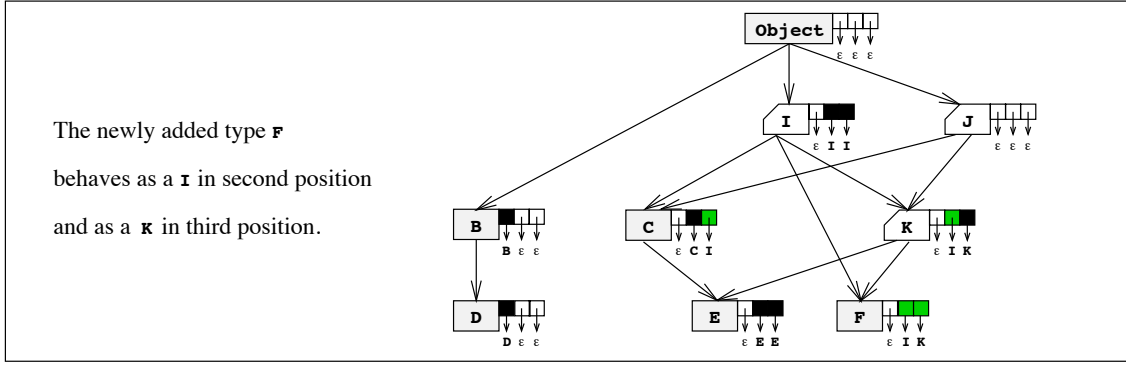 Object
ε ε ε
The newly added type F
behaves as a I in second position
and as a K in third position.
I
ε I I
J
ε ε ε
B
B ε ε
C
ε C I
K
ε I K
D
D ε ε
E
ε E E
F
ε I K